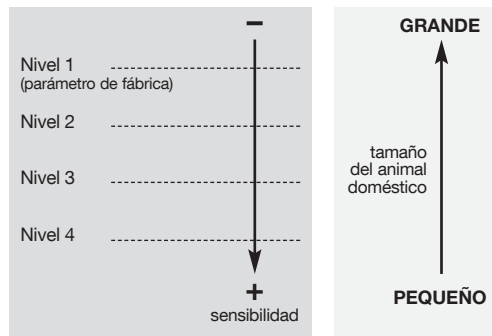 −
Nivel 1
(parámetro de fábrica)
Nivel 2
Nivel 3
Nivel 4
+
sensibilidad
GRANDE
tamaño
del animal
doméstico
PEQUEÑO